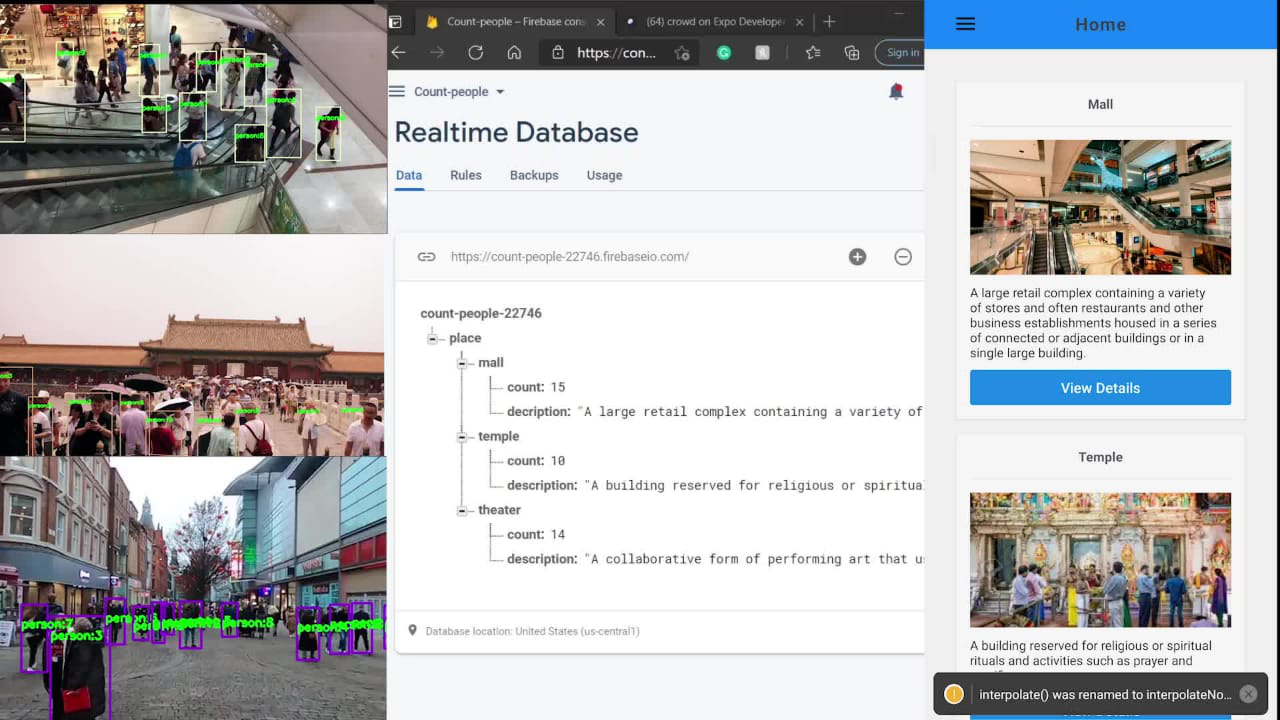 Count-people – Firebase cons
(64) crowd on Expo Developer
https://con...
Sign in
Count-people
Realtime Database
Data
Rules
Backups
Usage
https://count-people-22746.firebaseio.com/
count-people-22746
place
mall
count: 15
decription: "A large retail complex containing a variety of
temple
count: 10
description: "A building reserved for religious or spiritua
theater
count: 14
description: "A collaborative form of performing art that u
Database location: United States (us-central1)
person:7
person:3
person:8
Home
Mall
A large retail complex containing a variety
of stores and often restaurants and other
business establishments housed in a series
of connected or adjacent buildings or in a
single large building.
View Details
Temple
A building reserved for religious or spiritual
rituals and activities such as prayer and
interpolate() was renamed to interpolateNo...